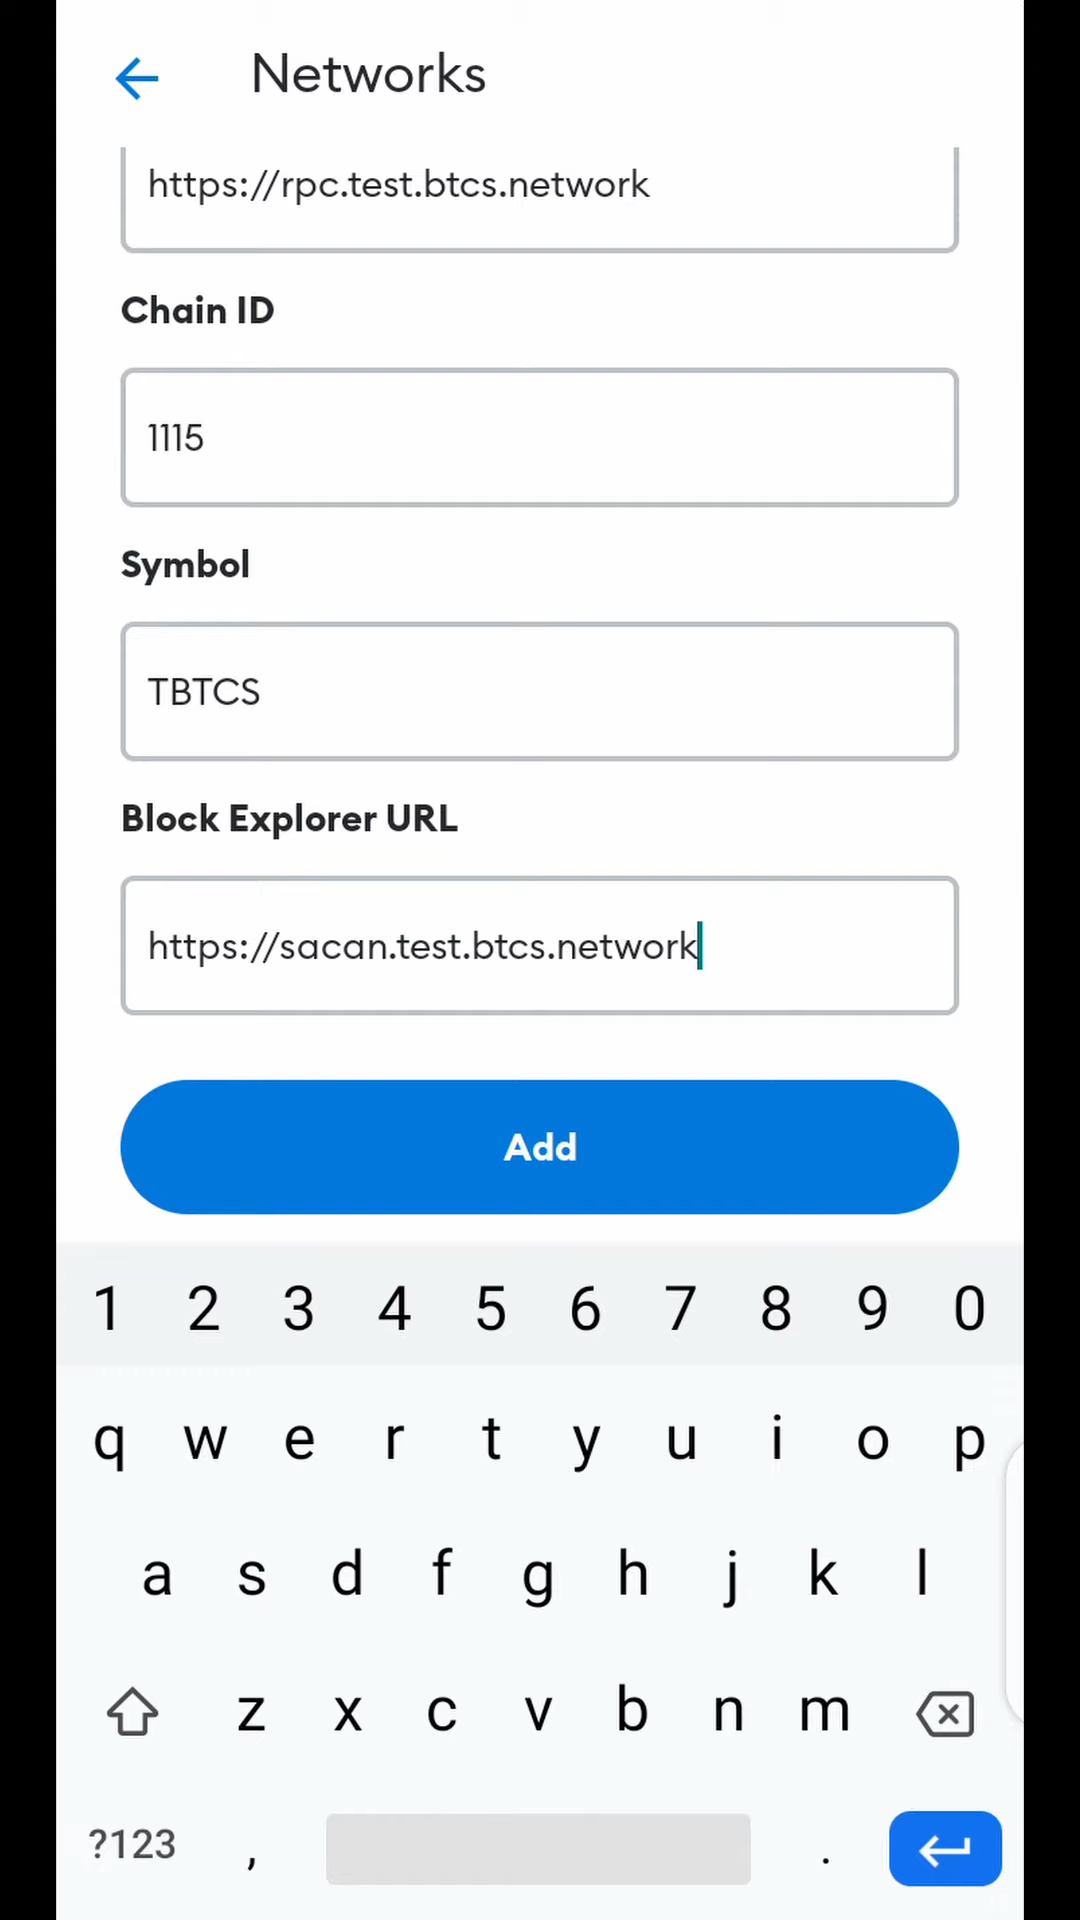 Networks
https://rpc.test.btcs.network
Chain ID
1115
Symbol
TBTCS
Block Explorer URL
https://sacan.test.btcs.network
Add
1 2 3 4 5 6 7 8 9 0
q w e r t y u i o p
a s d f g h j k l
z x c v b n m
?123 , .